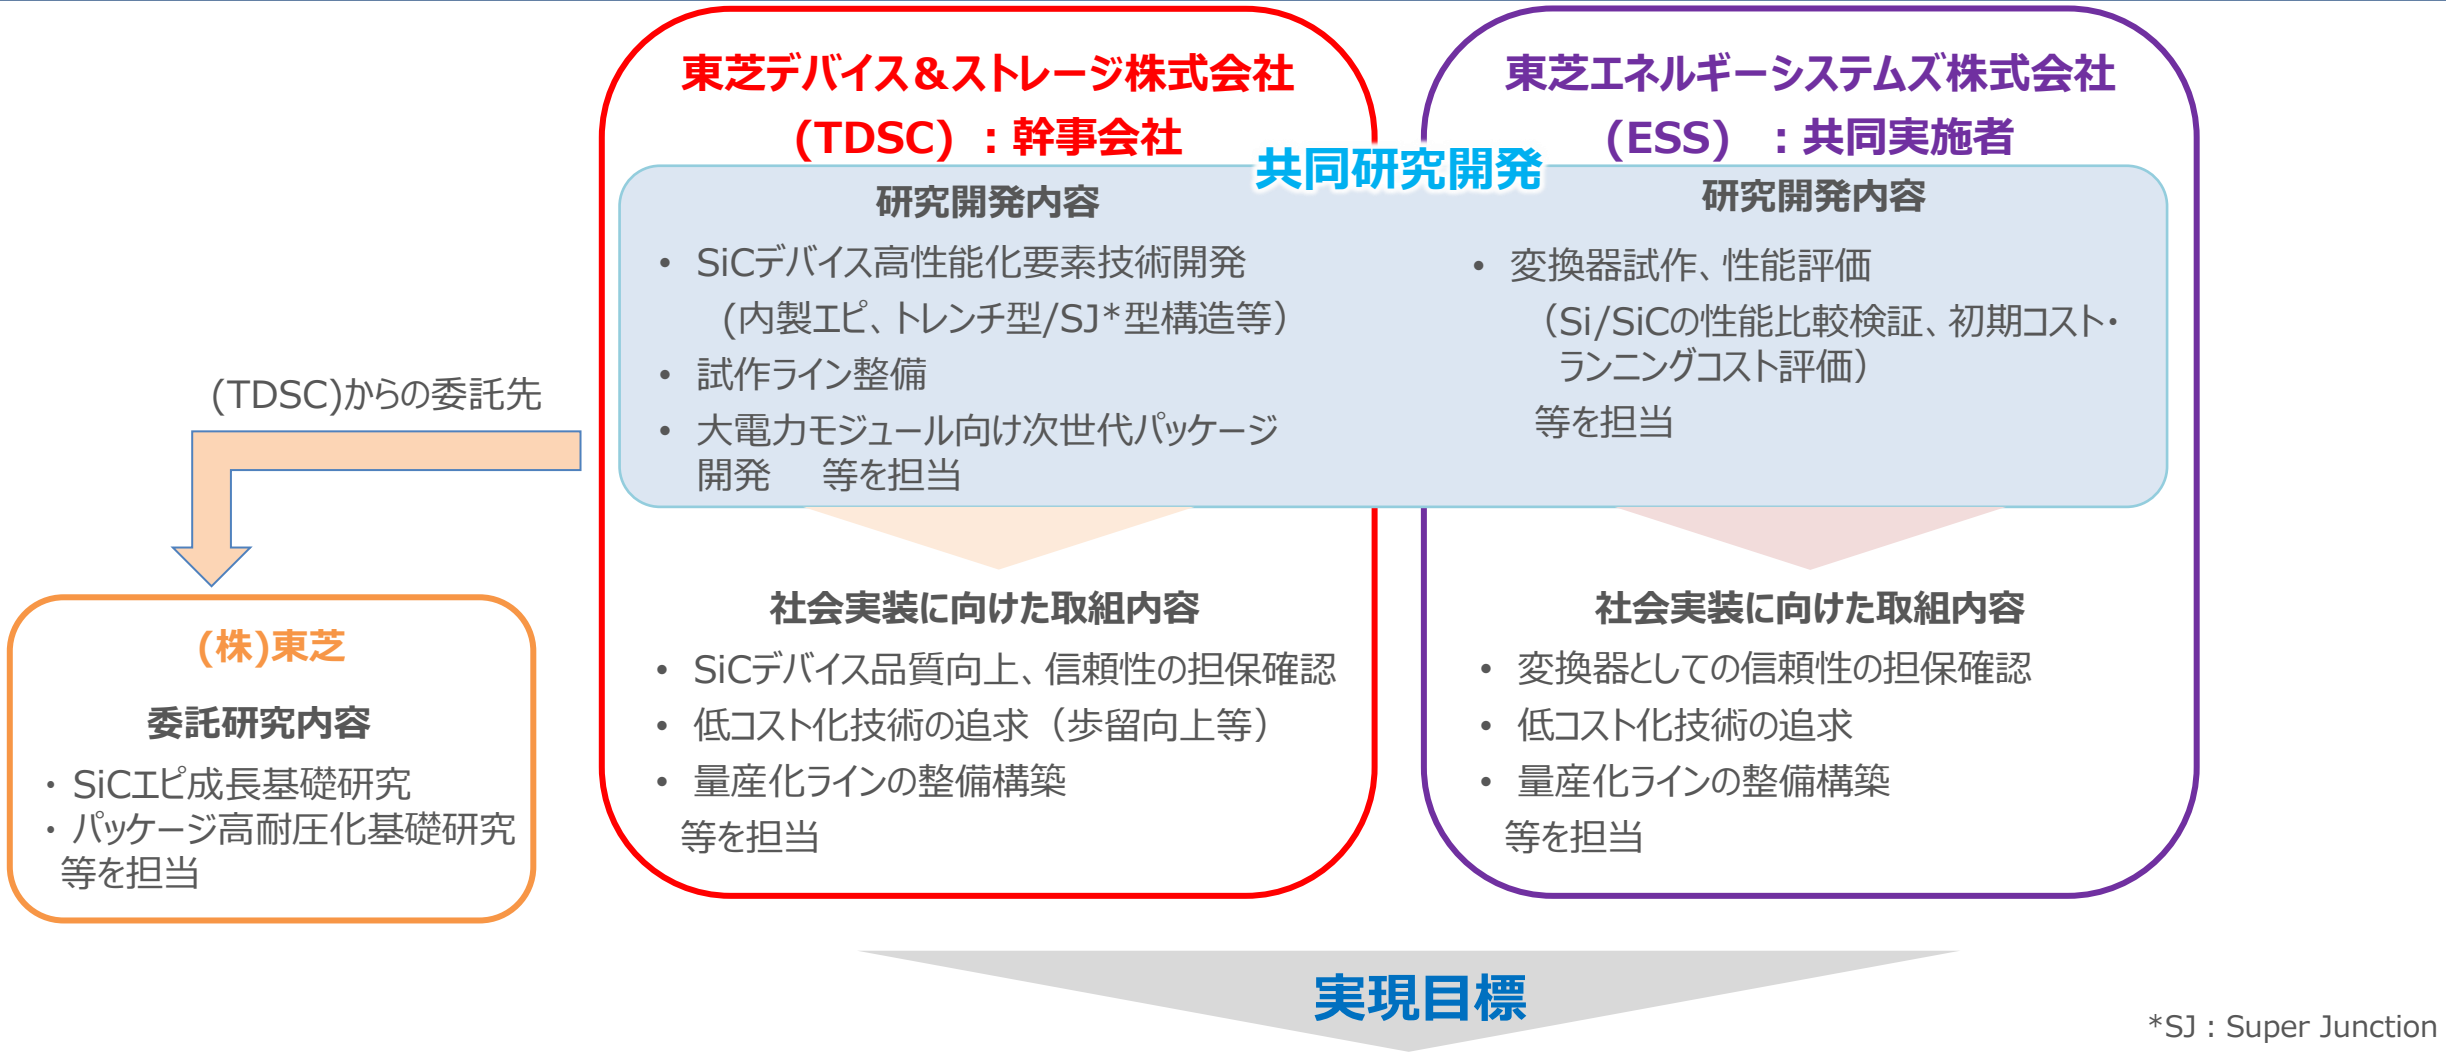 東芝デバイス＆ストレージ株式会社
(TDSC）：幹事会社
東芝エネルギーシステムズ株式会社
(ESS）：共同実施者
共同研究開発
研究開発内容
• SiCデバイス高性能化要素技術開発
(内製エピ、トレンチ型/SJ*型構造等）
• 試作ライン整備
• 大電力モジュール向け次世代パッケージ
開発　等を担当
研究開発内容
• 変換器試作、性能評価
（Si/SiCの性能比較検証、初期コスト・
ランニングコスト評価）
等を担当
(TDSC)からの委託先
(株)東芝
委託研究内容
・SiCエピ成長基礎研究
・パッケージ高耐圧化基礎研究
等を担当
社会実装に向けた取組内容
• SiCデバイス品質向上、信頼性の担保確認
• 低コスト化技術の追求（歩留向上等）
• 量産化ラインの整備構築
等を担当
社会実装に向けた取組内容
• 変換器としての信頼性の担保確認
• 低コスト化技術の追求
• 量産化ラインの整備構築
等を担当
実現目標
*SJ：Super Junction